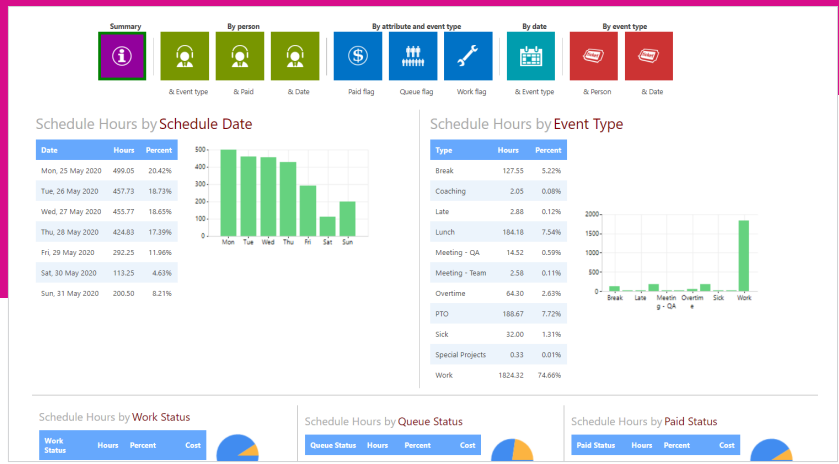 Summary By person By attribute and event type By date By event type
& Event type & Paid & Date Paid flag Queue flag Work flag & Event type & Person & Date
Schedule Hours by Schedule Date
Date Hours Percent
Mon, 25 May 2020 499.05 20.42%
Tue, 26 May 2020 457.73 18.73%
Wed, 27 May 2020 455.77 18.65%
Thu, 28 May 2020 424.83 17.39%
Fri, 29 May 2020 292.25 11.96%
Sat, 30 May 2020 113.25 4.63%
Sun, 31 May 2020 200.50 8.21%
500
400
300
200
100
0
Mon Tue Wed Thu Fri Sat Sun
Schedule Hours by Event Type
Type Hours Percent
Break 127.55 5.22%
Coaching 2.05 0.08%
Late 2.88 0.12%
Lunch 184.18 7.54%
Meeting - QA 14.52 0.59%
Meeting - Team 2.58 0.11%
Overtime 64.30 2.63%
PTO 188.67 7.72%
Sick 32.00 1.31%
Special Projects 0.33 0.01%
Work 1824.32 74.66%
2000
1500
1000
500
0
Break Late Meetin Overtim Sick Work
g - QA e
Schedule Hours by Work Status
Work
Status Hours Percent Cost
Schedule Hours by Queue Status
Queue Status Hours Percent Cost
Schedule Hours by Paid Status
Paid Status Hours Percent Cost